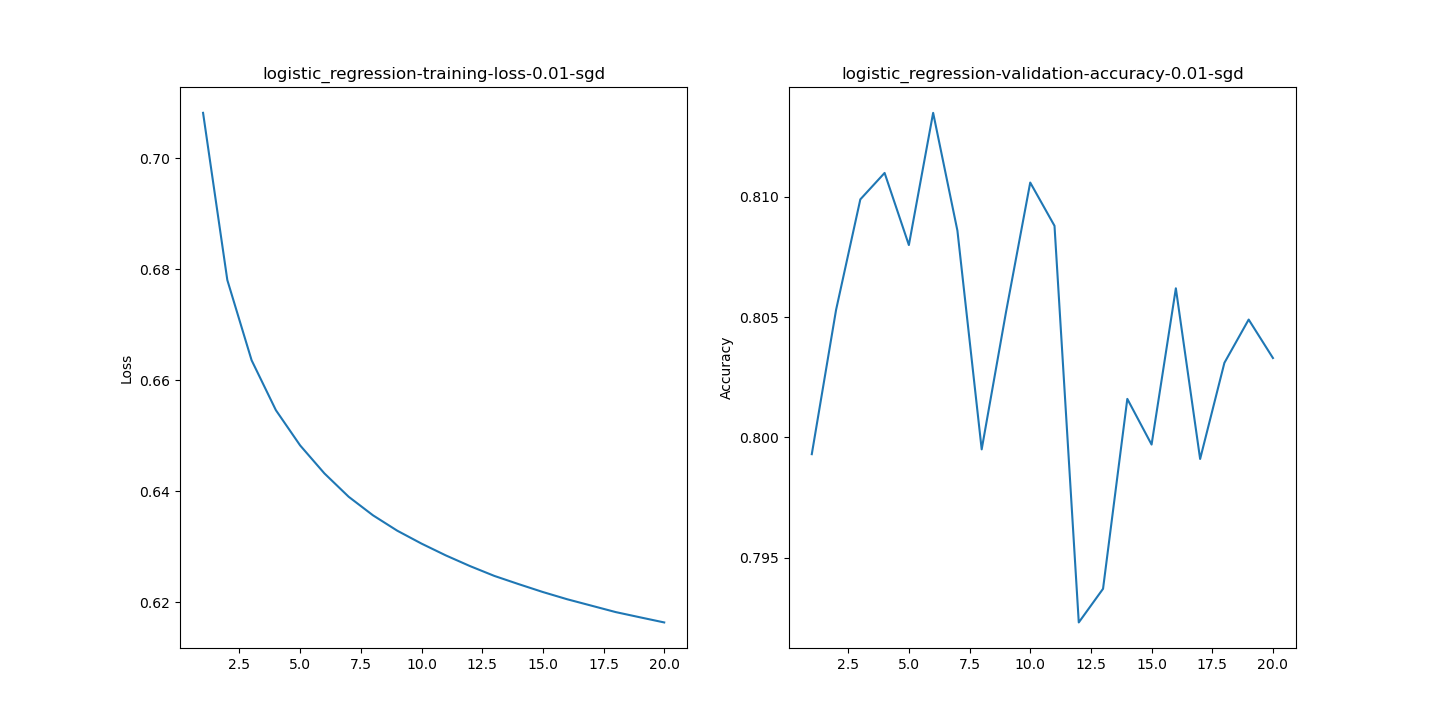 logistic_regression-training-loss-0.01-sgd
Loss
0.70
0.68
0.66
0.64
0.62
2.5 5.0 7.5 10.0 12.5 15.0 17.5 20.0
logistic_regression-validation-accuracy-0.01-sgd
Accuracy
0.810
0.805
0.800
0.795
2.5 5.0 7.5 10.0 12.5 15.0 17.5 20.0